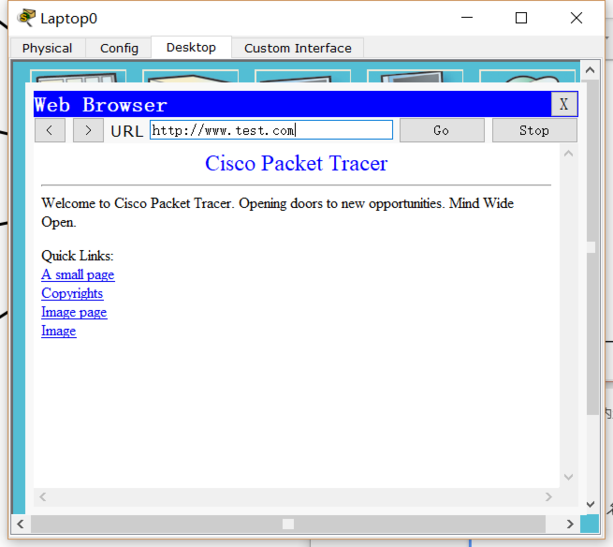 Laptop0
Physical Config Desktop Custom Interface
Web Browser X
< > URL http://www.test.com Go Stop
Cisco Packet Tracer
Welcome to Cisco Packet Tracer. Opening doors to new opportunities. Mind Wide
Open.
Quick Links:
A small page
Copyrights
Image page
Image